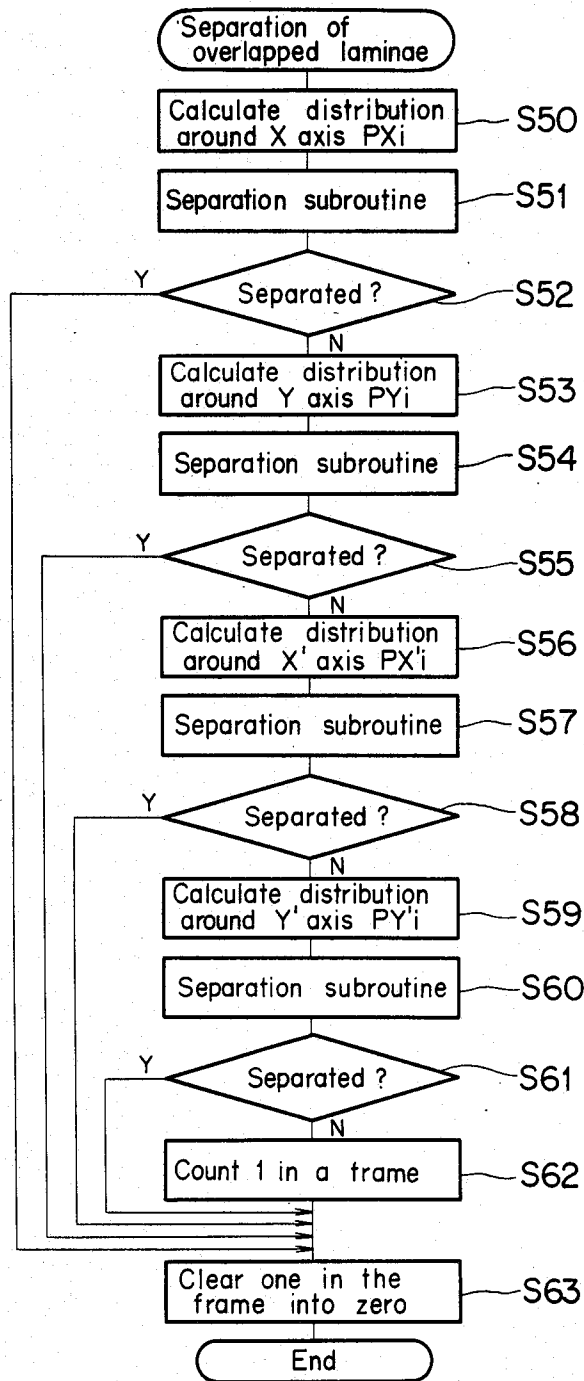 Separation of
overlapped laminae
Calculate distribution
around X axis PXi
S50
Separation subroutine
S51
Separated ?
S52
Y
N
Calculate distribution
around Y axis PYi
S53
Separation subroutine
S54
Separated ?
S55
Y
N
Calculate distribution
around X' axis PX'i
S56
Separation subroutine
S57
Separated ?
S58
Y
N
Calculate distribution
around Y' axis PY'i
S59
Separation subroutine
S60
Separated ?
S61
Y
N
Count 1 in a frame
S62
Clear one in the
frame into zero
S63
End